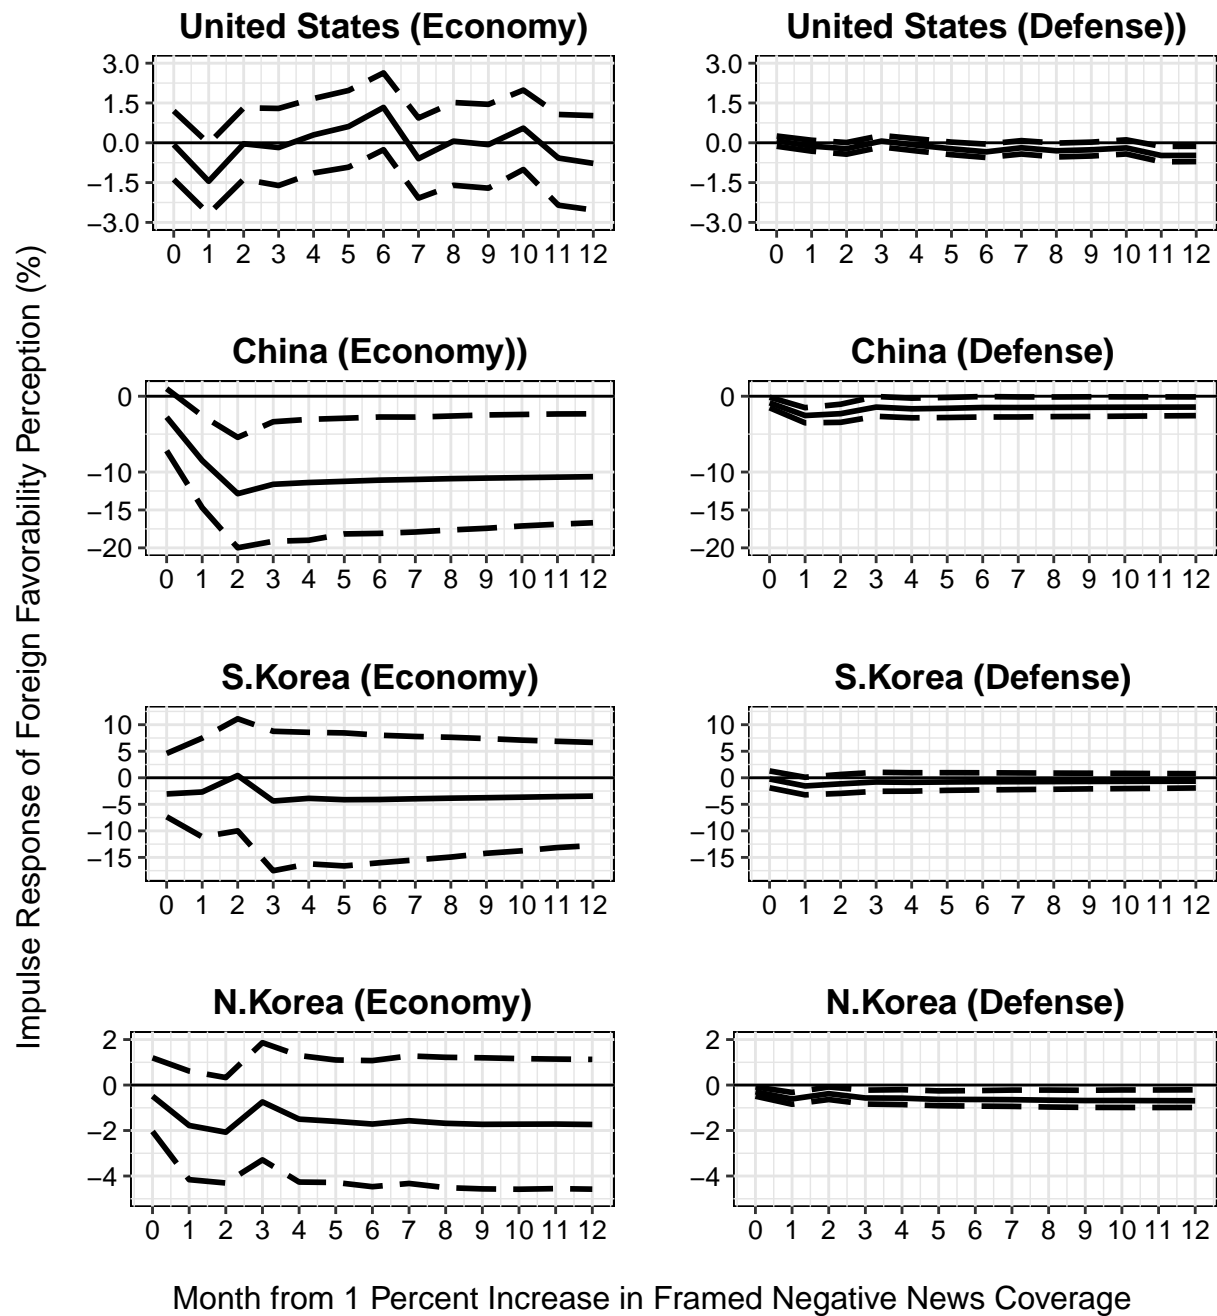 United States (Economy)
3.0
1.5
0.0
−1.5
−3.0
0 1 2 3 4 5 6 7 8 9 10 11 12
United States (Defense))
3.0
1.5
0.0
−1.5
−3.0
0 1 2 3 4 5 6 7 8 9 10 11 12
China (Economy))
0
−10
−15
−20
0 1 2 3 4 5 6 7 8 9 10 11 12
China (Defense)
0
−10
−15
−20
0 1 2 3 4 5 6 7 8 9 10 11 12
S.Korea (Economy)
10
5
0
−5
−10
−15
0 1 2 3 4 5 6 7 8 9 10 11 12
S.Korea (Defense)
10
5
0
−5
−10
−15
0 1 2 3 4 5 6 7 8 9 10 11 12
N.Korea (Economy)
2
0
−2
−4
0 1 2 3 4 5 6 7 8 9 10 11 12
N.Korea (Defense)
2
0
−2
−4
0 1 2 3 4 5 6 7 8 9 10 11 12
Impulse Response of Foreign Favorability Perception (%)
Month from 1 Percent Increase in Framed Negative News Coverage